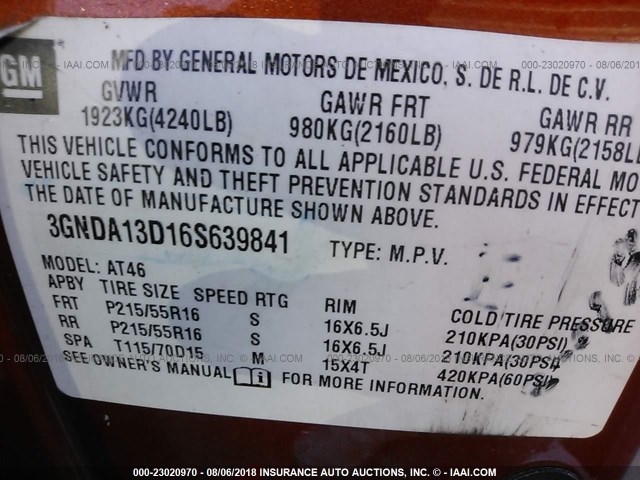 GM
MFD BY GENERAL MOTORS DE MEXICO, S. DE R.L. DE C.V.
GVWR GAWR FRT GAWR RR
1923KG(4240LB) 980KG(2160LB) 979KG(2158LB
THIS VEHICLE CONFORMS TO ALL APPLICABLE U.S. FEDERAL MO
VEHICLE SAFETY AND THEFT PREVENTION STANDARDS IN EFFECT
THE DATE OF MANUFACTURE SHOWN ABOVE.
3GNDA13D16S639841 TYPE: M.P.V.
MODEL: AT46
APBY TIRE SIZE SPEED RTG RIM COLD TIRE PRESSURE
FRT P215/55R16 S 16X6.5J 210KPA(30PSI)
RR P215/55R16 S 16X6.5J 210KPA(30PSI)
SPA T115/70D15 M 15X4T 420KPA(60PSI)
SEE OWNER'S MANUAL FOR MORE INFORMATION.
000-23020970 - 08/06/2018 INSURANCE AUTO AUCTIONS, INC. - IAAI.COM